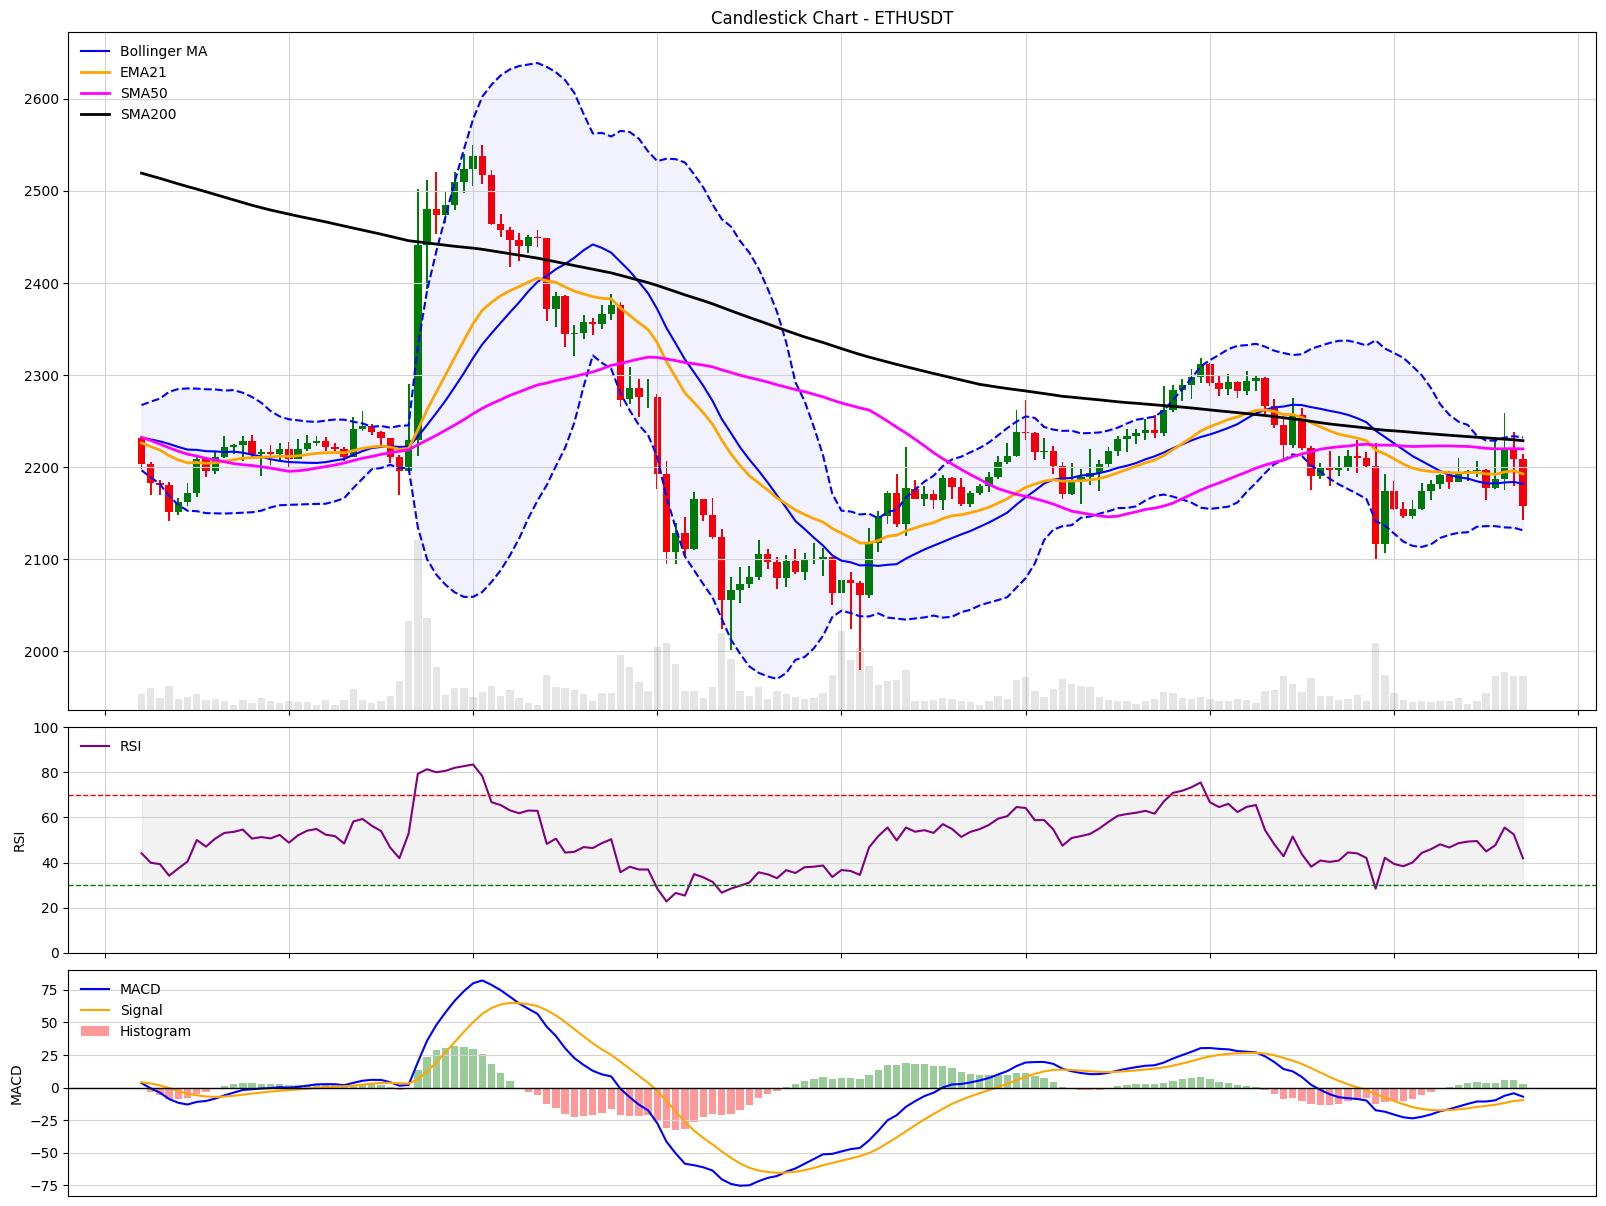 Candlestick Chart - ETHUSDT
Bollinger MA
EMA21
SMA50
SMA200
2600
2500
2400
2300
2200
2100
2000
100
80
60
40
20
0
RSI
RSI
75
50
25
0
−25
−50
−75
MACD
MACD
Signal
Histogram